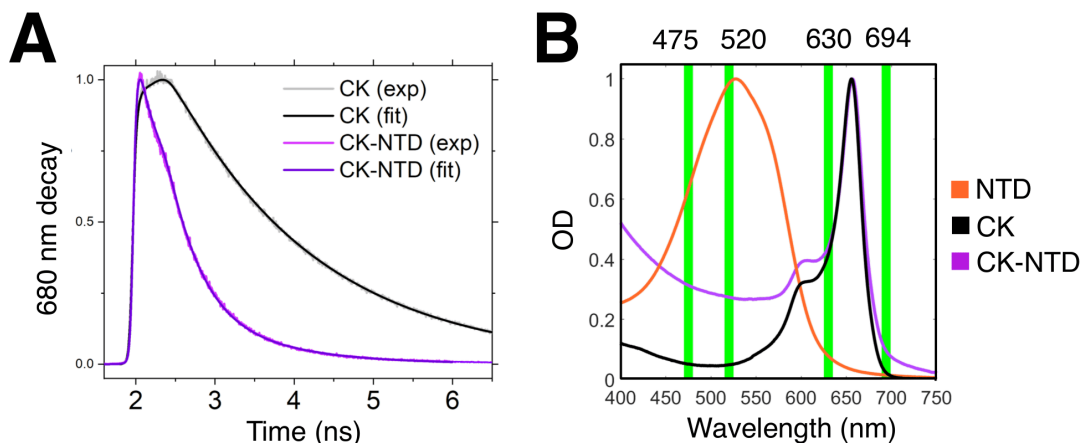 A
680 nm decay
1.0
0.5
0.0
CK (exp)
CK (fit)
CK-NTD (exp)
CK-NTD (fit)
2 3 4 5 6
Time (ns)
B
475 520 630 694
OD
1
0.8
0.6
0.4
0.2
0
400 450 500 550 600 650 700 750
Wavelength (nm)
NTD
CK
CK-NTD